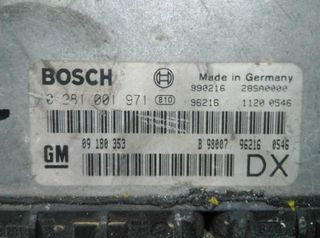 BOSCH
Made in Germany
990216 28SA0000
0 281 001 971 810 96216 1120 0546
09 180 353 B 98007 96216 0546
GM DX